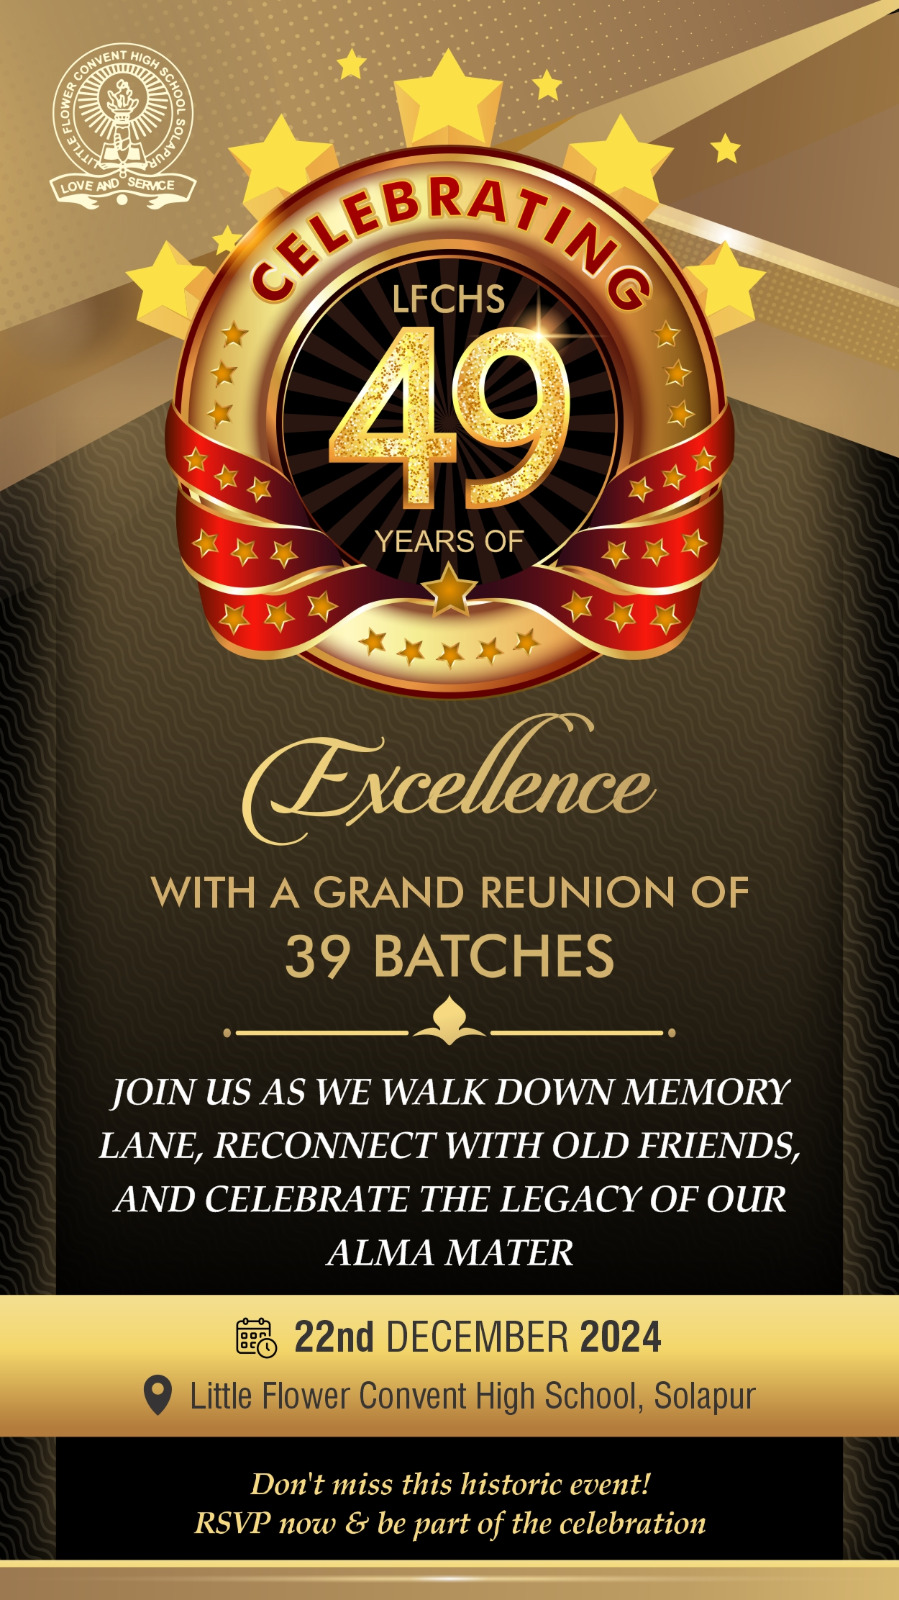 LITTLE FLOWER CONVENT HIGH SCHOOL SOLAPUR
LOVE AND SERVICE
CELEBRATING
LFCHS
49
YEARS OF
Excellence
WITH A GRAND REUNION OF
39 BATCHES
JOIN US AS WE WALK DOWN MEMORY
LANE, RECONNECT WITH OLD FRIENDS,
AND CELEBRATE THE LEGACY OF OUR
ALMA MATER
22nd DECEMBER 2024
Little Flower Convent High School, Solapur
Don't miss this historic event!
RSVP now & be part of the celebration